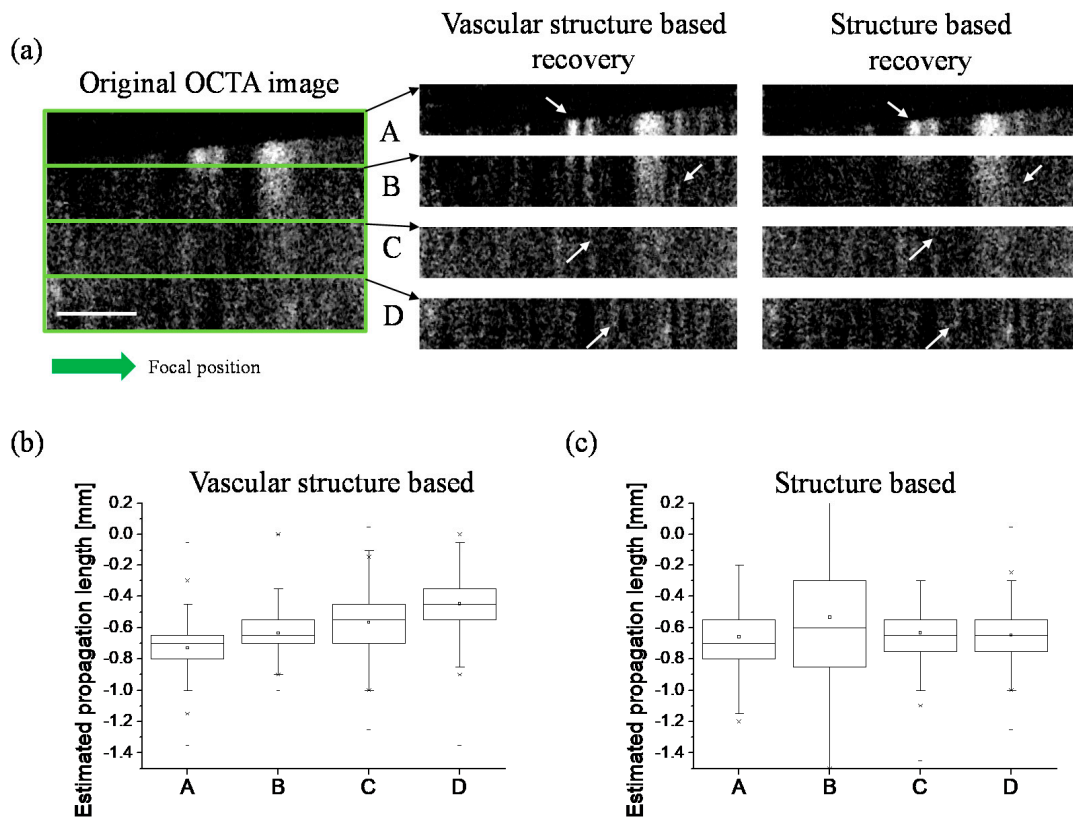 (a)
Original OCTA image
Vascular structure based
recovery
Structure based
recovery
A
B
C
D
Focal position
(b)
Vascular structure based
Estimated propagation length [mm]
0.2
0.0
-0.2
-0.4
-0.6
-0.8
-1.0
-1.2
-1.4
A
B
C
D
(c)
Structure based
Estimated propagation length [mm]
0.2
0.0
-0.2
-0.4
-0.6
-0.8
-1.0
-1.2
-1.4
A
B
C
D